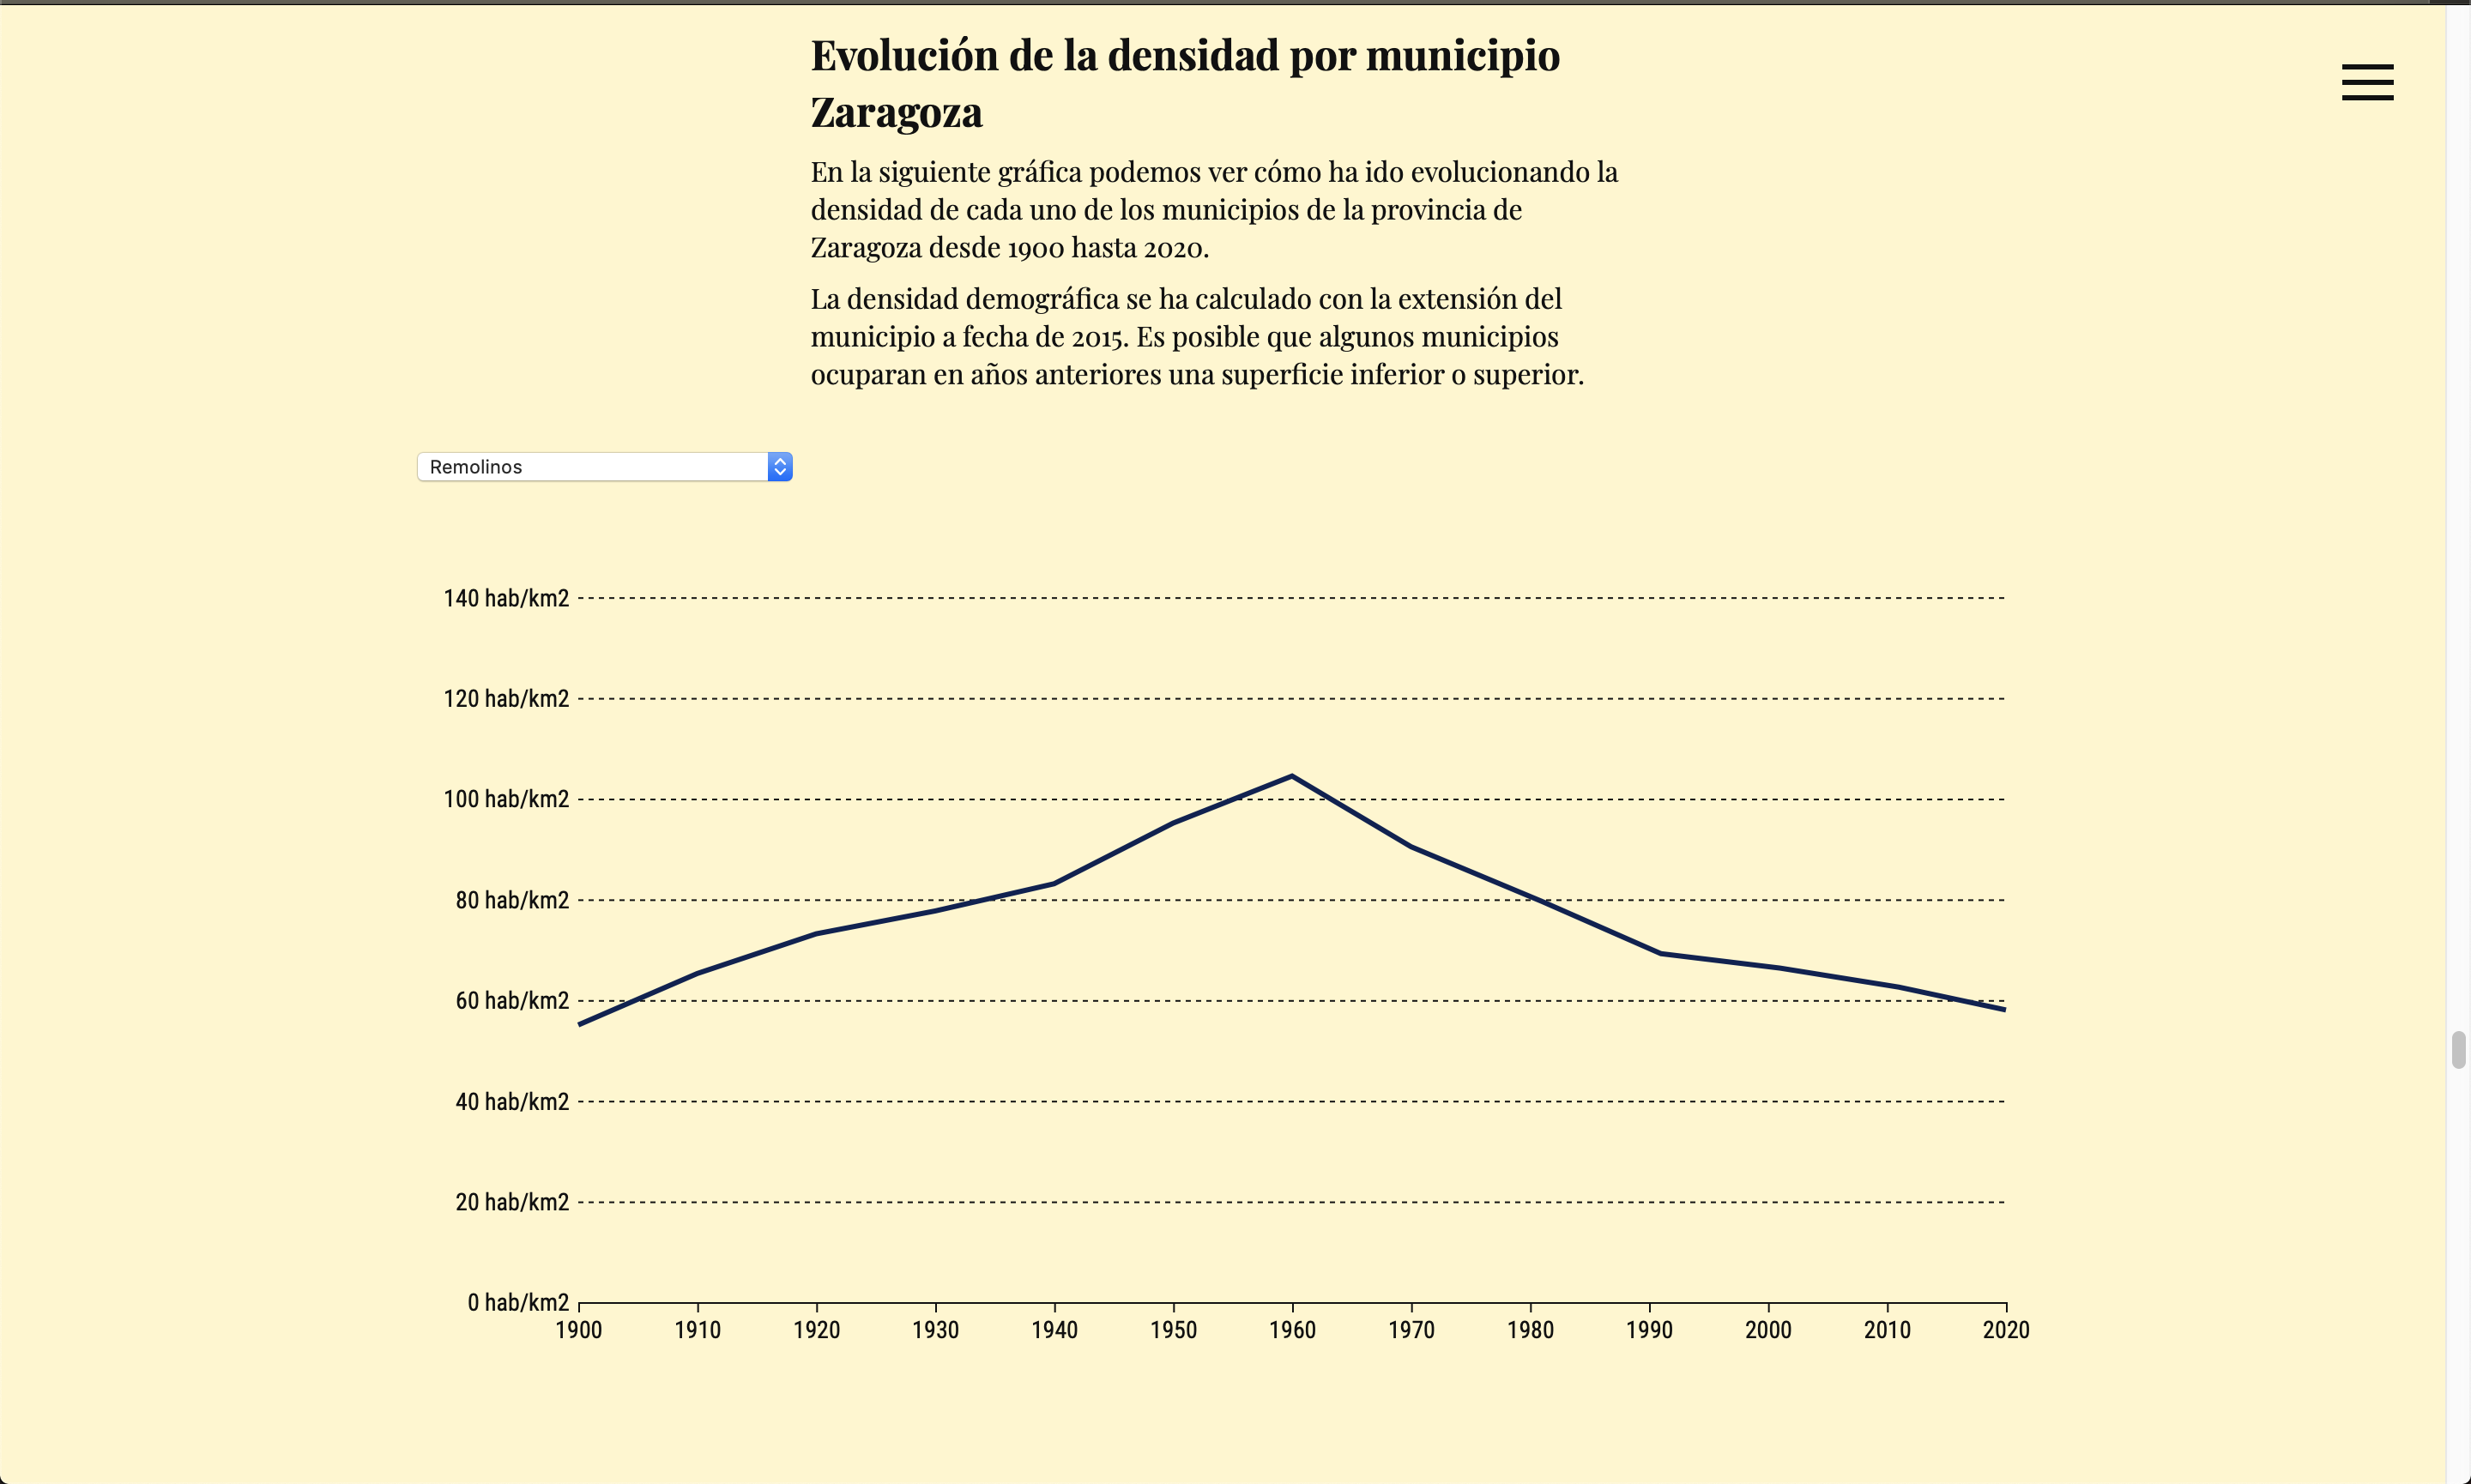 Evolución de la densidad por municipio
Zaragoza
En la siguiente gráfica podemos ver cómo ha ido evolucionando la
densidad de cada uno de los municipios de la provincia de
Zaragoza desde 1900 hasta 2020.
La densidad demográfica se ha calculado con la extensión del
municipio a fecha de 2015. Es posible que algunos municipios
ocuparan en años anteriores una superficie inferior o superior.
Remolinos
140 hab/km2
120 hab/km2
100 hab/km2
80 hab/km2
60 hab/km2
40 hab/km2
20 hab/km2
0 hab/km2
1900 1910 1920 1930 1940 1950 1960 1970 1980 1990 2000 2010 2020